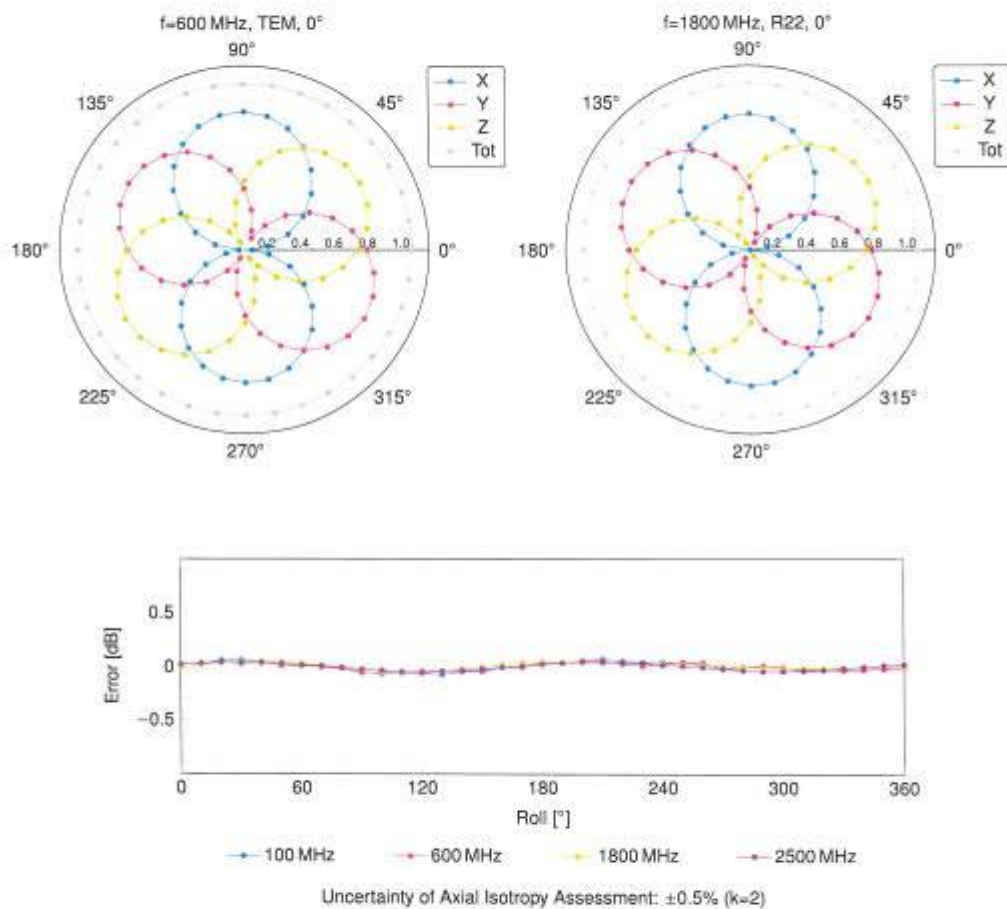 f=600 MHz, TEM, 0°
90°
135°
45°
X
Y
Z
Tot
180°
0.2 0.4 0.6 0.8 1.0
0°
225°
315°
270°
f=1800 MHz, R22, 0°
90°
135°
45°
X
Y
Z
Tot
180°
0.2 0.4 0.6 0.8 1.0
0°
225°
315°
270°
Error [dB]
0.5
0
−0.5
0 60 120 180 240 300 360
Roll [°]
100 MHz 600 MHz 1800 MHz 2500 MHz
Uncertainty of Axial Isotropy Assessment: ±0.5% (k=2)